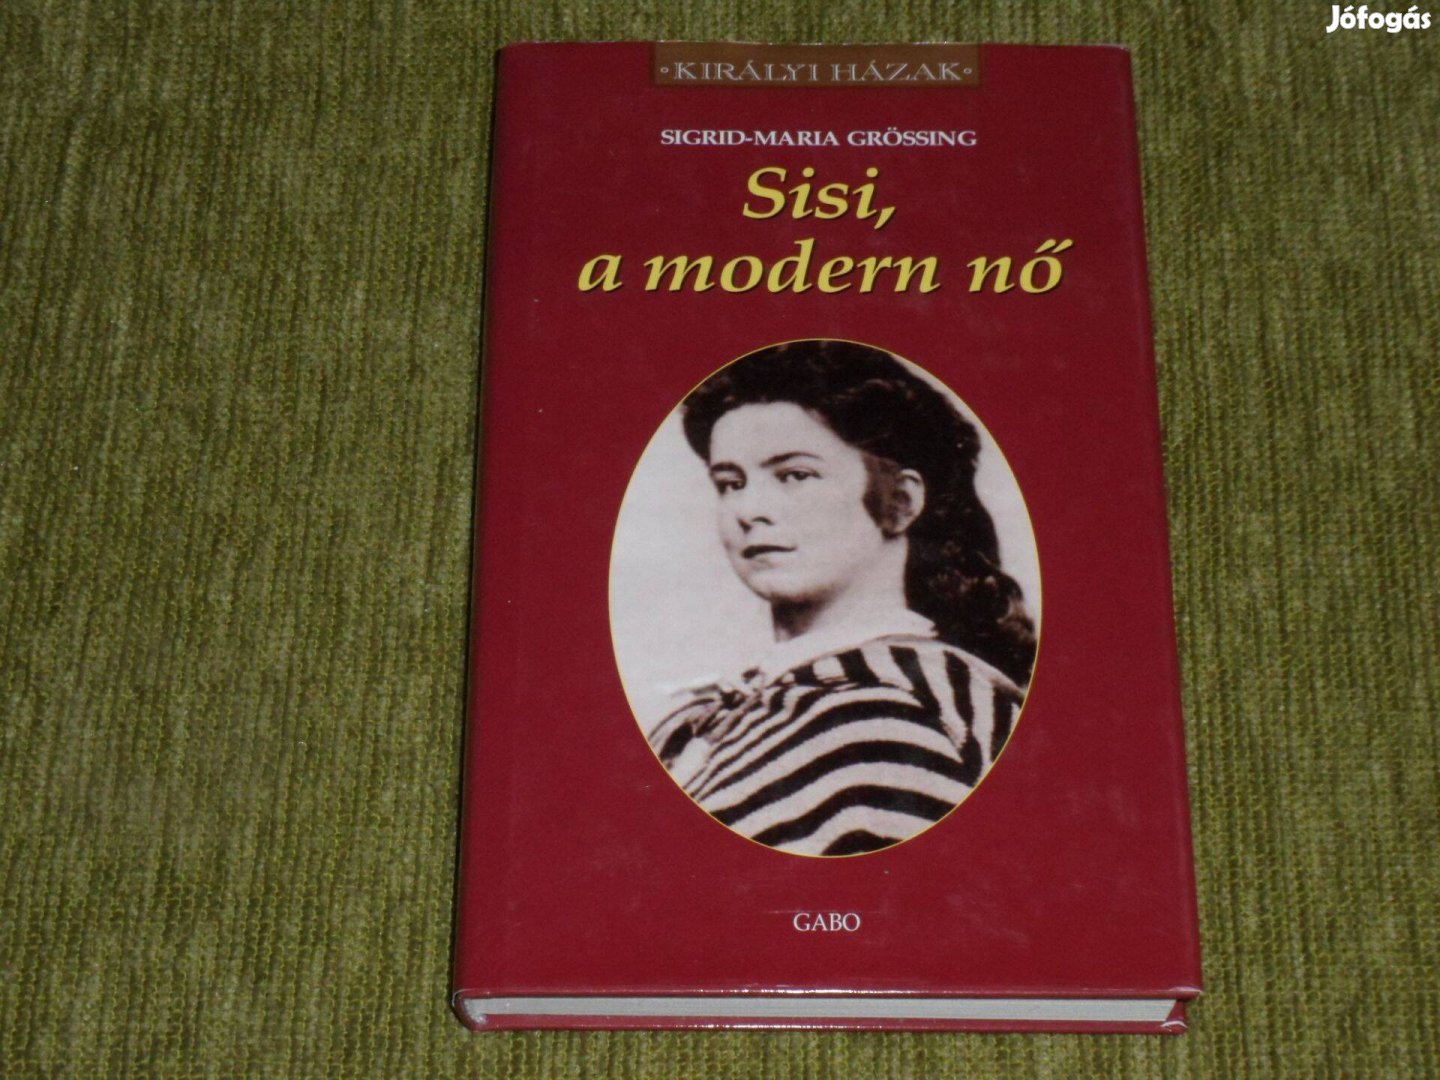 Jófogás
•KIRÁLYI HÁZAK•
SIGRID-MARIA GRÖSSING
Sisi,
a modern nő
GABO